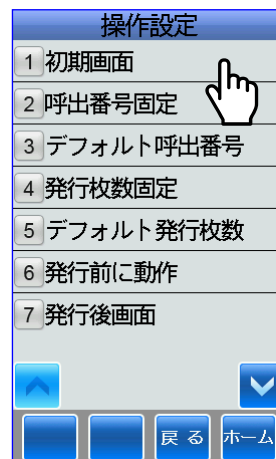 操作設定
1 初期画面
2 呼出番号固定
3 デフォルト呼出番号
4 発行枚数固定
5 デフォルト発行枚数
6 発行前に動作
7 発行後画面
戻る ホーム